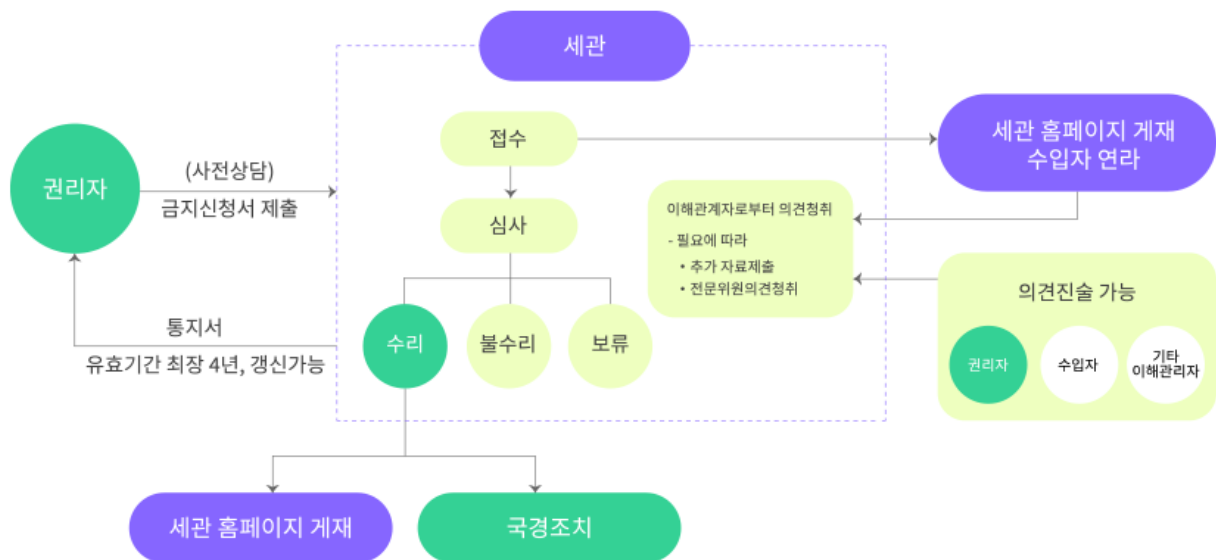 세관
접수
세관 홈페이지 게재
수입자 연라
권리자
(사전상담)
금지신청서 제출
이해관계자로부터 의견청취
- 필요에 따라
• 추가 자료제출
• 전문위원의견청취
심사
의견진술 가능
권리자
수입자
기타
이해관리자
통지서
유효기간 최장 4년, 갱신가능
수리
불수리
보류
세관 홈페이지 게재
국경조치